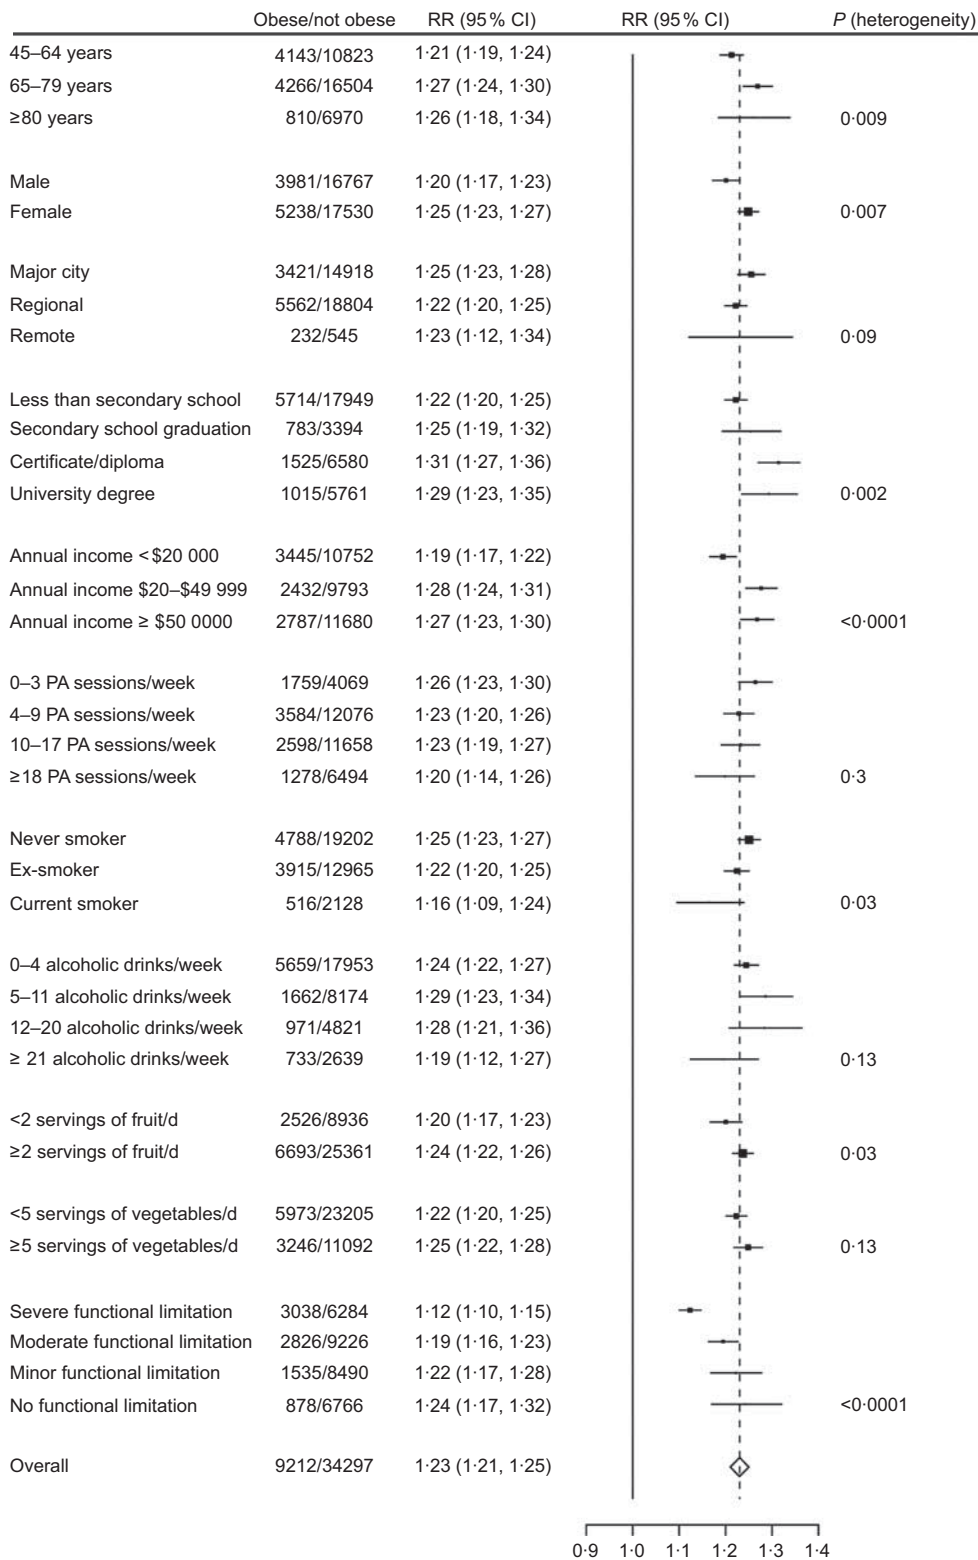 Obese/not obese RR (95 % CI) RR (95 % CI) P (heterogeneity)
45–64 years 4143/10823 1·21 (1·19, 1·24)
65–79 years 4266/16504 1·27 (1·24, 1·30)
≥80 years 810/6970 1·26 (1·18, 1·34) 0·009
Male 3981/16767 1·20 (1·17, 1·23)
Female 5238/17530 1·25 (1·23, 1·27) 0·007
Major city 3421/14918 1·25 (1·23, 1·28)
Regional 5562/18804 1·22 (1·20, 1·25)
Remote 232/545 1·23 (1·12, 1·34) 0·09
Less than secondary school 5714/17949 1·22 (1·20, 1·25)
Secondary school graduation 783/3394 1·25 (1·19, 1·32)
Certificate/diploma 1525/6580 1·31 (1·27, 1·36)
University degree 1015/5761 1·29 (1·23, 1·35) 0·002
Annual income <$20 000 3445/10752 1·19 (1·17, 1·22)
Annual income $20–$49 999 2432/9793 1·28 (1·24, 1·31)
Annual income ≥ $50 0000 2787/11680 1·27 (1·23, 1·30) <0·0001
0–3 PA sessions/week 1759/4069 1·26 (1·23, 1·30)
4–9 PA sessions/week 3584/12076 1·23 (1·20, 1·26)
10–17 PA sessions/week 2598/11658 1·23 (1·19, 1·27)
≥18 PA sessions/week 1278/6494 1·20 (1·14, 1·26) 0·3
Never smoker 4788/19202 1·25 (1·23, 1·27)
Ex-smoker 3915/12965 1·22 (1·20, 1·25)
Current smoker 516/2128 1·16 (1·09, 1·24) 0·03
0–4 alcoholic drinks/week 5659/17953 1·24 (1·22, 1·27)
5–11 alcoholic drinks/week 1662/8174 1·29 (1·23, 1·34)
12–20 alcoholic drinks/week 971/4821 1·28 (1·21, 1·36)
≥ 21 alcoholic drinks/week 733/2639 1·19 (1·12, 1·27) 0·13
<2 servings of fruit/d 2526/8936 1·20 (1·17, 1·23)
≥2 servings of fruit/d 6693/25361 1·24 (1·22, 1·26) 0·03
<5 servings of vegetables/d 5973/23205 1·22 (1·20, 1·25)
≥5 servings of vegetables/d 3246/11092 1·25 (1·22, 1·28) 0·13
Severe functional limitation 3038/6284 1·12 (1·10, 1·15)
Moderate functional limitation 2826/9226 1·19 (1·16, 1·23)
Minor functional limitation 1535/8490 1·22 (1·17, 1·28)
No functional limitation 878/6766 1·24 (1·17, 1·32) <0·0001
Overall 9212/34297 1·23 (1·21, 1·25)
0·9 1·0 1·1 1·2 1·3 1·4